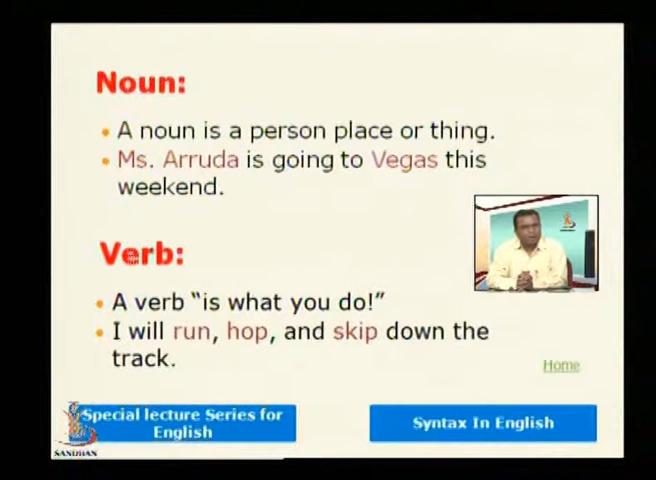 Noun:
A noun is a person place or thing.
Ms. Arruda is going to Vegas this
weekend.
Verb:
A verb “is what you do!”
I will run, hop, and skip down the
track.
Home
Special lecture Series for
English
Syntax In English
SANDHAN